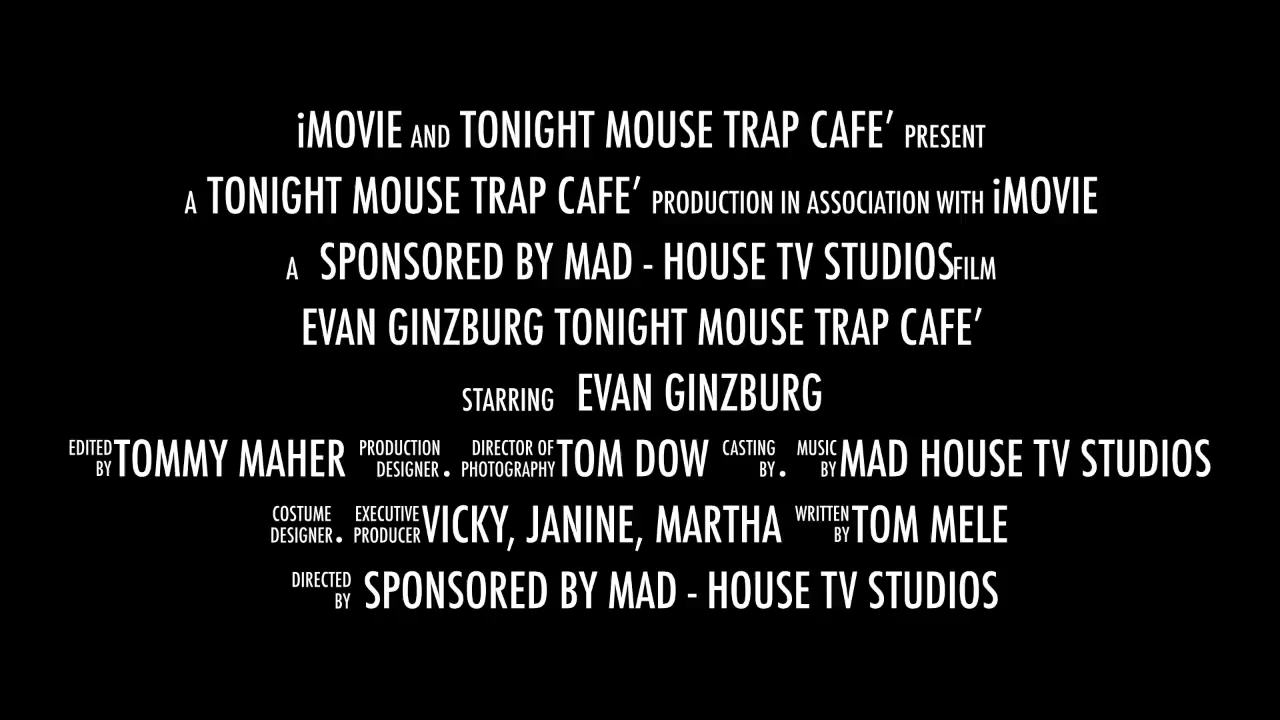 iMOVIE AND TONIGHT MOUSE TRAP CAFE’ PRESENT
A TONIGHT MOUSE TRAP CAFE’ PRODUCTION IN ASSOCIATION WITH iMOVIE
A SPONSORED BY MAD - HOUSE TV STUDIOS FILM
EVAN GINZBURG TONIGHT MOUSE TRAP CAFE’
STARRING EVAN GINZBURG
EDITED BY TOMMY MAHER PRODUCTION DESIGNER . DIRECTOR OF PHOTOGRAPHY TOM DOW CASTING BY . MUSIC BY MAD HOUSE TV STUDIOS
COSTUME DESIGNER . EXECUTIVE PRODUCER VICKY, JANINE, MARTHA WRITTEN BY TOM MELE
DIRECTED BY SPONSORED BY MAD - HOUSE TV STUDIOS